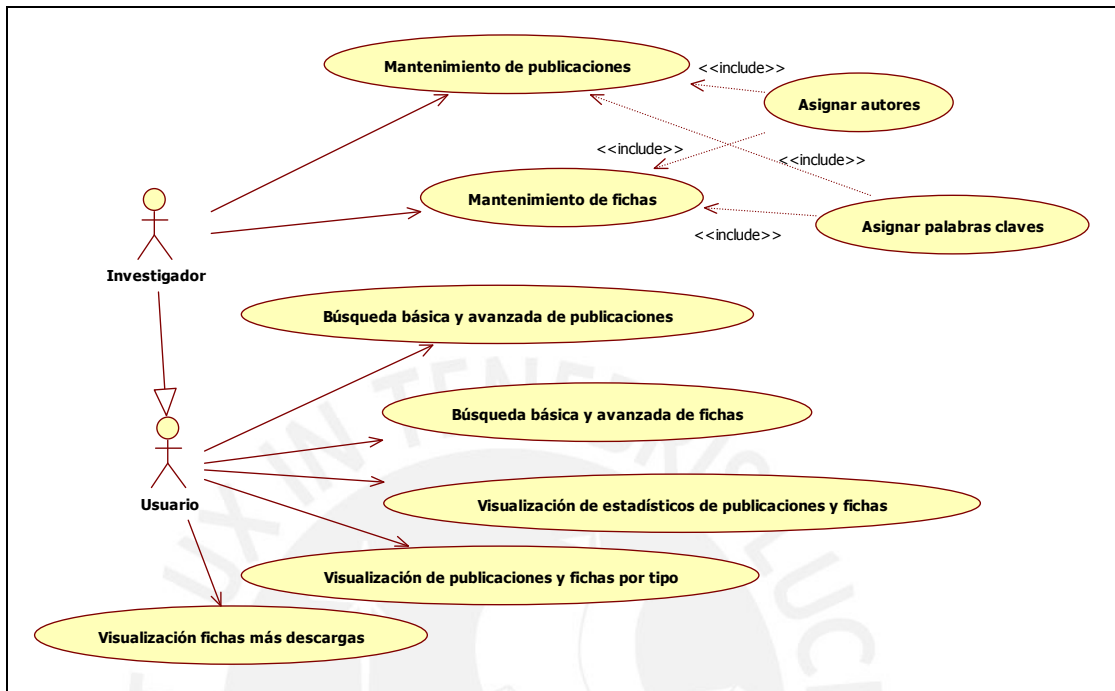 Mantenimiento de publicaciones
<<include>>
Asignar autores
<<include>>
<<include>>
Mantenimiento de fichas
Asignar palabras claves
<<include>>
Investigador
Búsqueda básica y avanzada de publicaciones
Búsqueda básica y avanzada de fichas
Usuario
Visualización de estadísticos de publicaciones y fichas
Visualización de publicaciones y fichas por tipo
Visualización fichas más descargas